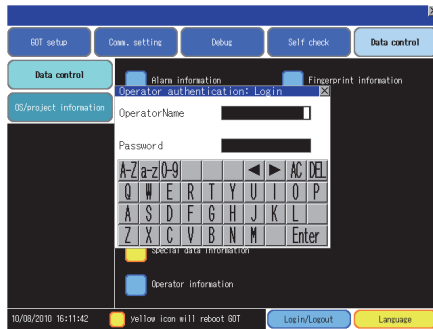 GOT setup Comm. setting Debug Self check Data control
Data control
OS/project information
Alarm information Fingerprint information
Operator authentication: Login
OperatorName
Password
A-Z a-z 0-9 ◀ ▶ AC DEL
Q W E R T Y U I O P
A S D F G H J K L
Z X C V B N M Enter
Special data information
Operator information
10/08/2010 16:11:42 yellow icon will reboot GOT Login/Logout Language